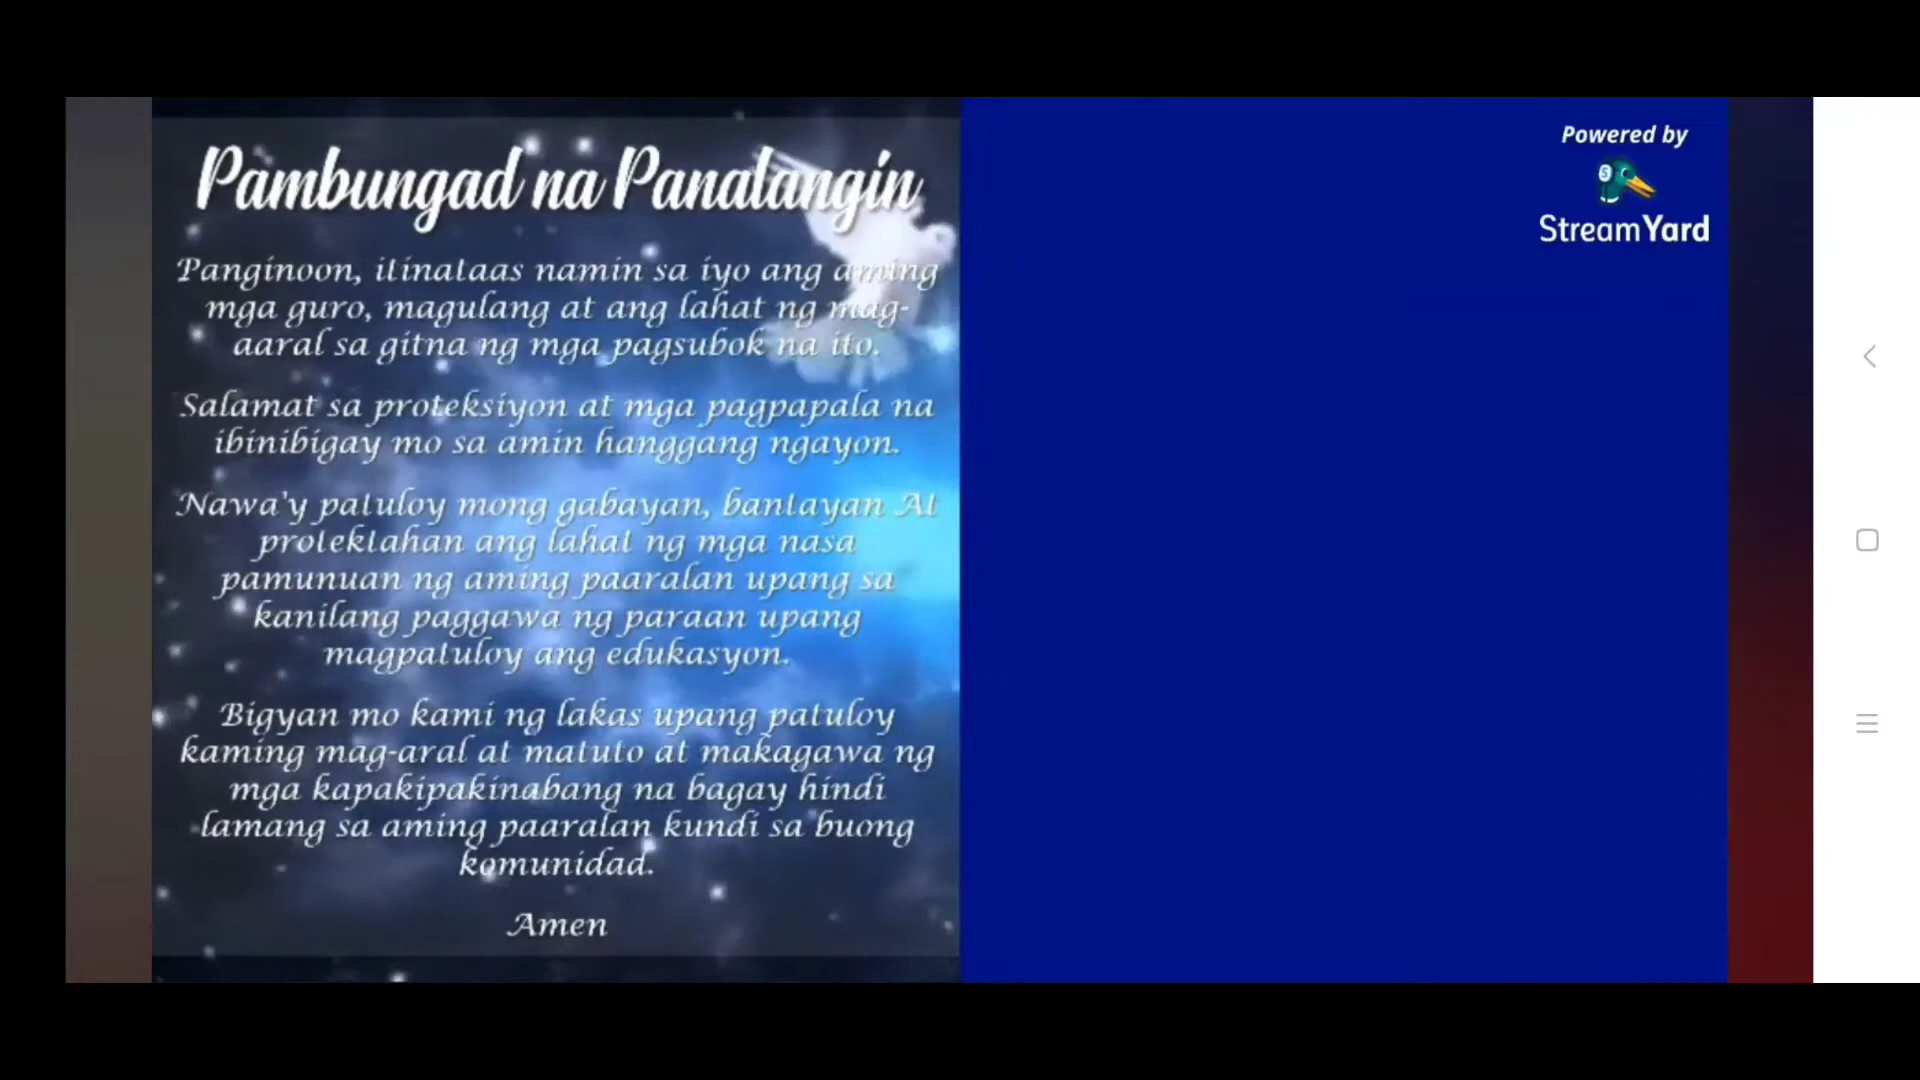 Pambungad na Panalangin
Panginoon, itinataas namin sa iyo ang aming
mga guro, magulang at ang lahat ng mag-
aaral sa gitna ng mga pagsubok na ito.
Salamat sa proteksiyon at mga pagpapala na
ibinibigay mo sa amin hanggang ngayon.
Nawa'y patuloy mong gabayan, bantayan At
protektahan ang lahat ng mga nasa
pamunuan ng aming paaralan upang sa
kanilang paggawa ng paraan upang
magpatuloy ang edukasyon.
Bigyan mo kami ng lakas upang patuloy
kaming mag-aral at matuto at makagawa ng
mga kapakipakinabang na bagay hindi
lamang sa aming paaralan kundi sa buong
komunidad.
Amen
Powered by
StreamYard